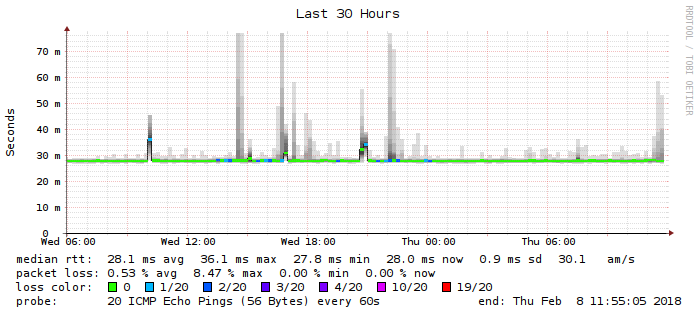 Last 30 Hours
RRDTOOL / TOBI OETIKER
Seconds
70 m
60 m
50 m
40 m
30 m
20 m
10 m
0
Wed 06:00 Wed 12:00 Wed 18:00 Thu 00:00 Thu 06:00
median rtt: 28.1 ms avg 36.1 ms max 27.8 ms min 28.0 ms now 0.9 ms sd 30.1 am/s
packet loss: 0.53 % avg 8.47 % max 0.00 % min 0.00 % now
loss color: 0 1/20 2/20 3/20 4/20 10/20 19/20
probe: 20 ICMP Echo Pings (56 Bytes) every 60s end: Thu Feb 8 11:55:05 2018